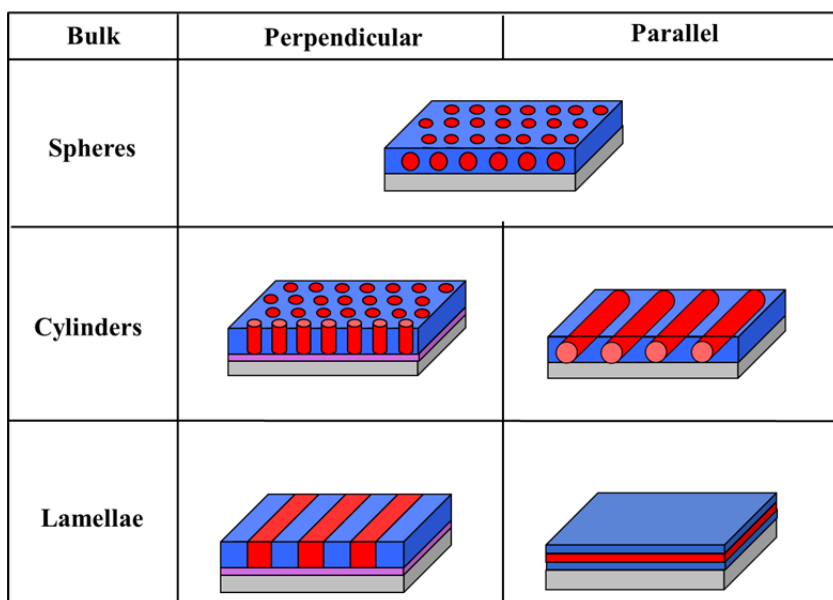 Bulk
Perpendicular
Parallel
Spheres
Cylinders
Lamellae